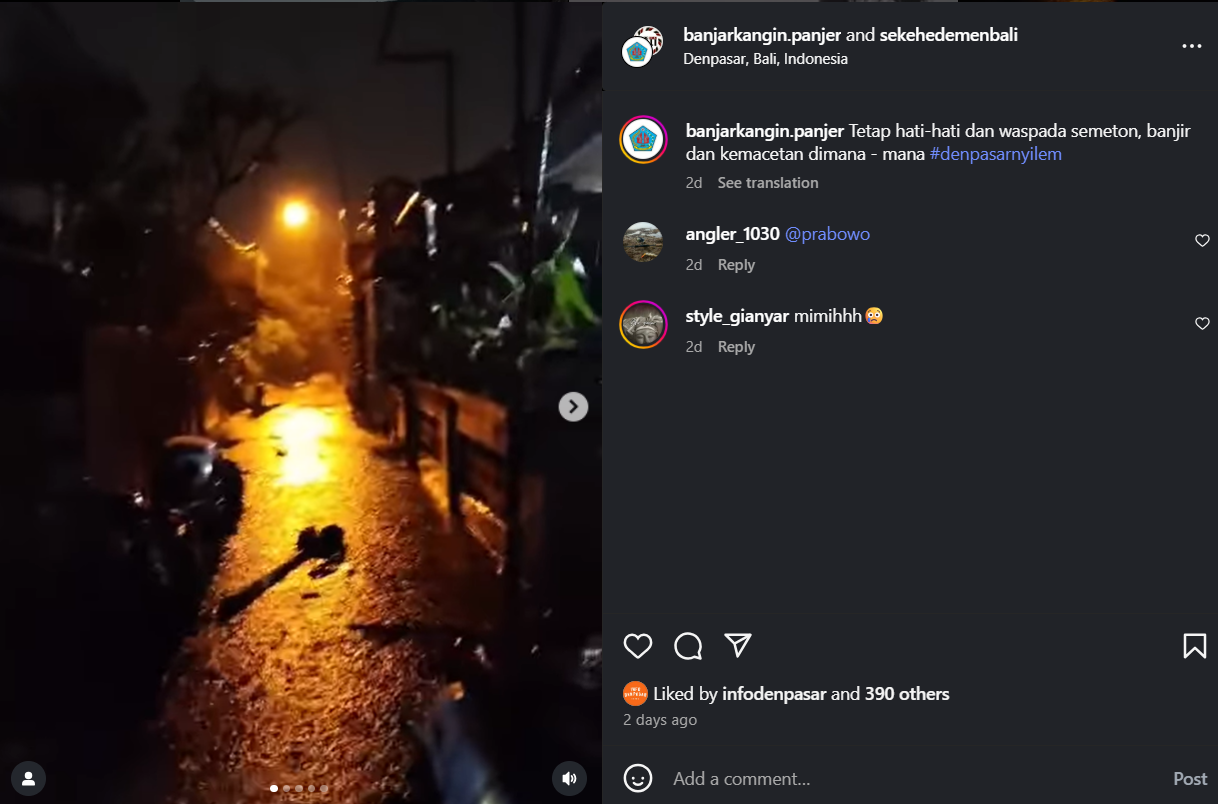 banjarkangin.panjer and sekehedemenbali
Denpasar, Bali, Indonesia
banjarkangin.panjer Tetap hati-hati dan waspada semeton, banjir
dan kemacetan dimana - mana #denpasarnyilem
2d See translation
angler_1030 @prabowo
2d Reply
style_gianyar mimihhh😱
2d Reply
Liked by infodenpasar and 390 others
2 days ago
Add a comment...
Post